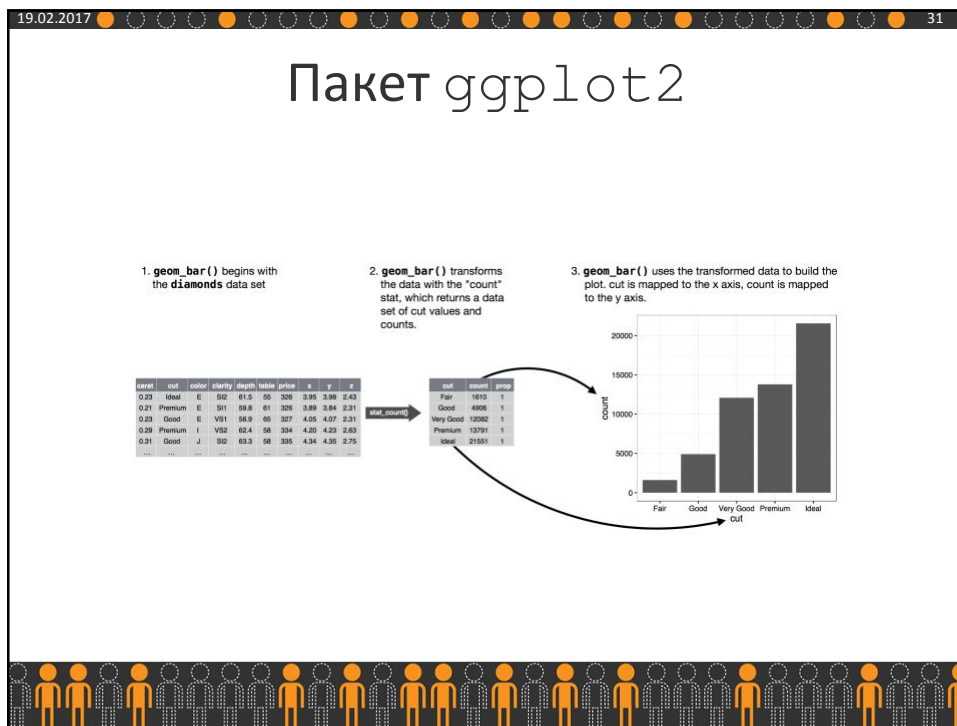 19.02.2017
31
Пакет ggplot2
1. geom_bar() begins with
the diamonds data set
2. geom_bar() transforms
the data with the "count"
stat, which returns a data
set of cut values and
counts.
3. geom_bar() uses the transformed data to build the
plot. cut is mapped to the x axis, count is mapped
to the y axis.
carat cut color clarity depth table price x y z
0.23 Ideal E SI2 61.5 55 326 3.95 3.98 2.43
0.21 Premium E SI1 59.8 61 326 3.89 3.84 2.31
0.23 Good E VS1 56.9 65 327 4.05 4.07 2.31
0.29 Premium I VS2 62.4 58 334 4.20 4.23 2.63
0.31 Good J SI2 63.3 58 335 4.34 4.35 2.75
... ... ... ... ... ... ... ... ... ...
stat_count()
cut count prop
Fair 1610 1
Good 4906 1
Very Good 12082 1
Premium 13791 1
Ideal 21551 1
20000
15000
10000
5000
0
count
Fair Good Very Good Premium Ideal
cut